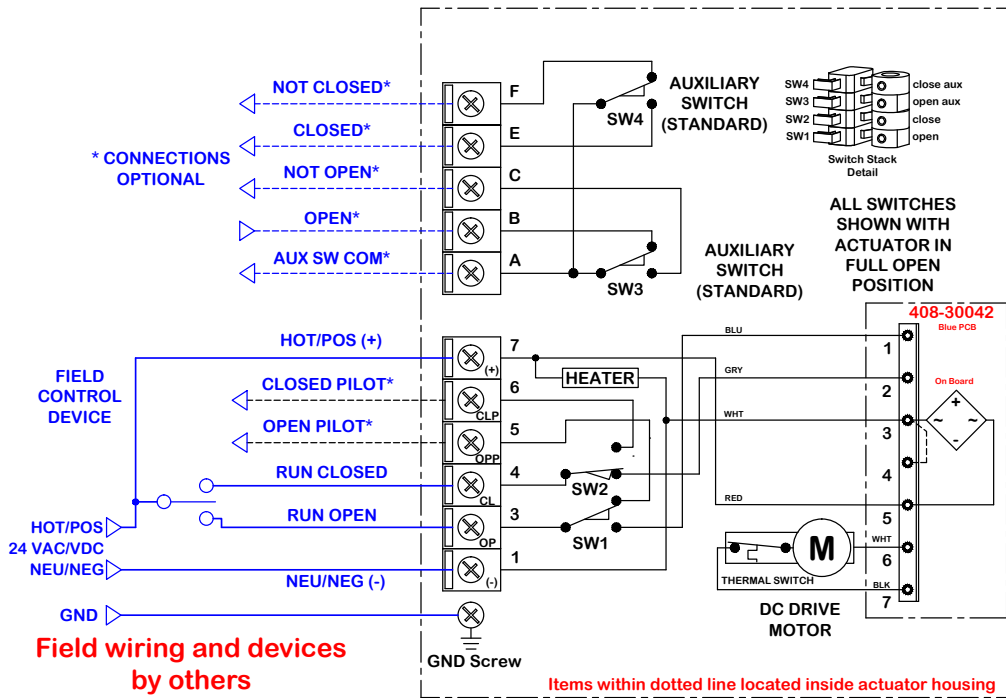 NOT CLOSED*
CLOSED*
* CONNECTIONS
OPTIONAL
NOT OPEN*
OPEN*
AUX SW COM*
F
E
C
B
A
SW4
AUXILIARY
SWITCH
(STANDARD)
SW3
AUXILIARY
SWITCH
(STANDARD)
SW4
SW3
SW2
SW1
close aux
open aux
close
open
Switch Stack
Detail
ALL SWITCHES
SHOWN WITH
ACTUATOR IN
FULL OPEN
POSITION
HOT/POS (+)
FIELD
CONTROL
DEVICE
CLOSED PILOT*
OPEN PILOT*
RUN CLOSED
RUN OPEN
HOT/POS
24 VAC/VDC
NEU/NEG
NEU/NEG (-)
GND
7
(+)
6
CLP
5
OPP
4
CL
3
OP
1
(-)
GND Screw
HEATER
SW2
SW1
BLU
GRY
WHT
RED
WHT
BLK
THERMAL SWITCH
M
DC DRIVE
MOTOR
408-30042
Blue PCB
On Board
1
2
3
4
5
6
7
+
~
~
-
Field wiring and devices
by others
Items within dotted line located inside actuator housing